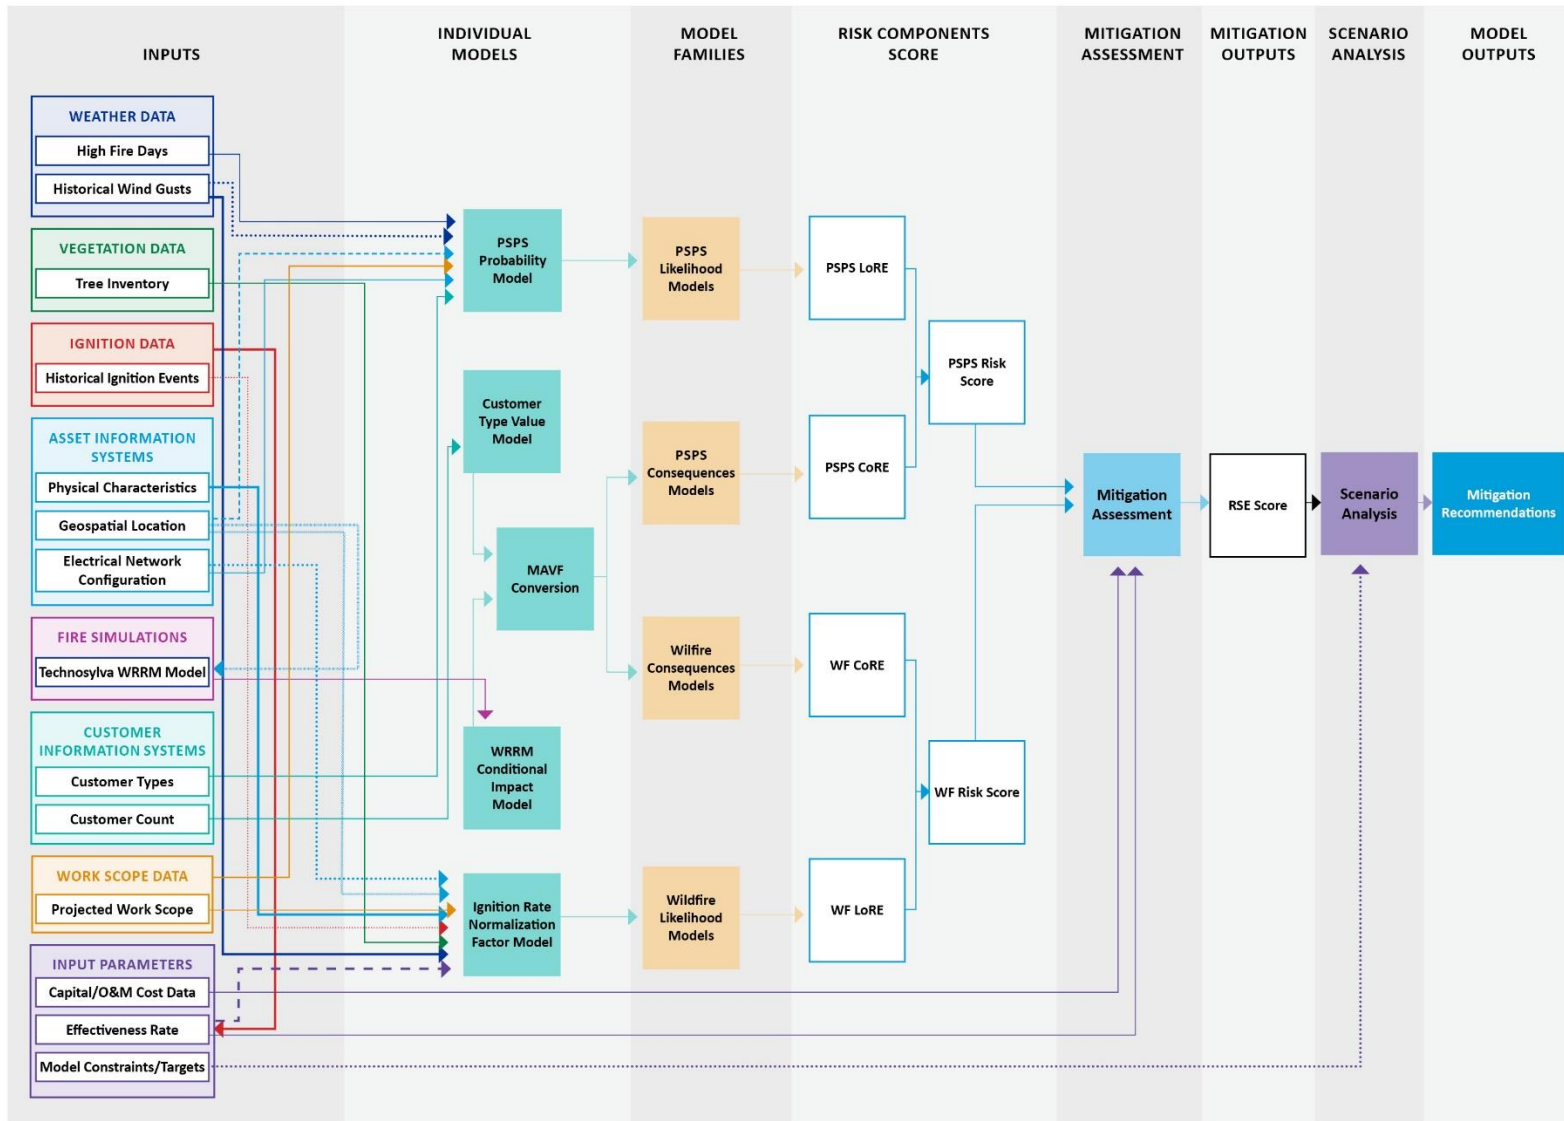 INPUTS
INDIVIDUAL
MODELS
MODEL
FAMILIES
RISK COMPONENTS
SCORE
MITIGATION
ASSESSMENT
MITIGATION
OUTPUTS
SCENARIO
ANALYSIS
MODEL
OUTPUTS
WEATHER DATA
High Fire Days
Historical Wind Gusts
VEGETATION DATA
Tree Inventory
IGNITION DATA
Historical Ignition Events
ASSET INFORMATION
SYSTEMS
Physical Characteristics
Geospatial Location
Electrical Network
Configuration
FIRE SIMULATIONS
Technosylva WRRM Model
CUSTOMER
INFORMATION SYSTEMS
Customer Types
Customer Count
WORK SCOPE DATA
Projected Work Scope
INPUT PARAMETERS
Capital/O&M Cost Data
Effectiveness Rate
Model Constraints/Targets
PSPS
Probability
Model
Customer
Type Value
Model
MAVF
Conversion
WRRM
Conditional
Impact
Model
Ignition Rate
Normalization
Factor Model
PSPS
Likelihood
Models
PSPS
Consequences
Models
Wilfire
Consequences
Models
Wildfire
Likelihood
Models
PSPS LoRE
PSPS CoRE
WF CoRE
WF LoRE
PSPS Risk
Score
WF Risk Score
Mitigation
Assessment
RSE Score
Scenario
Analysis
Mitigation
Recommendations